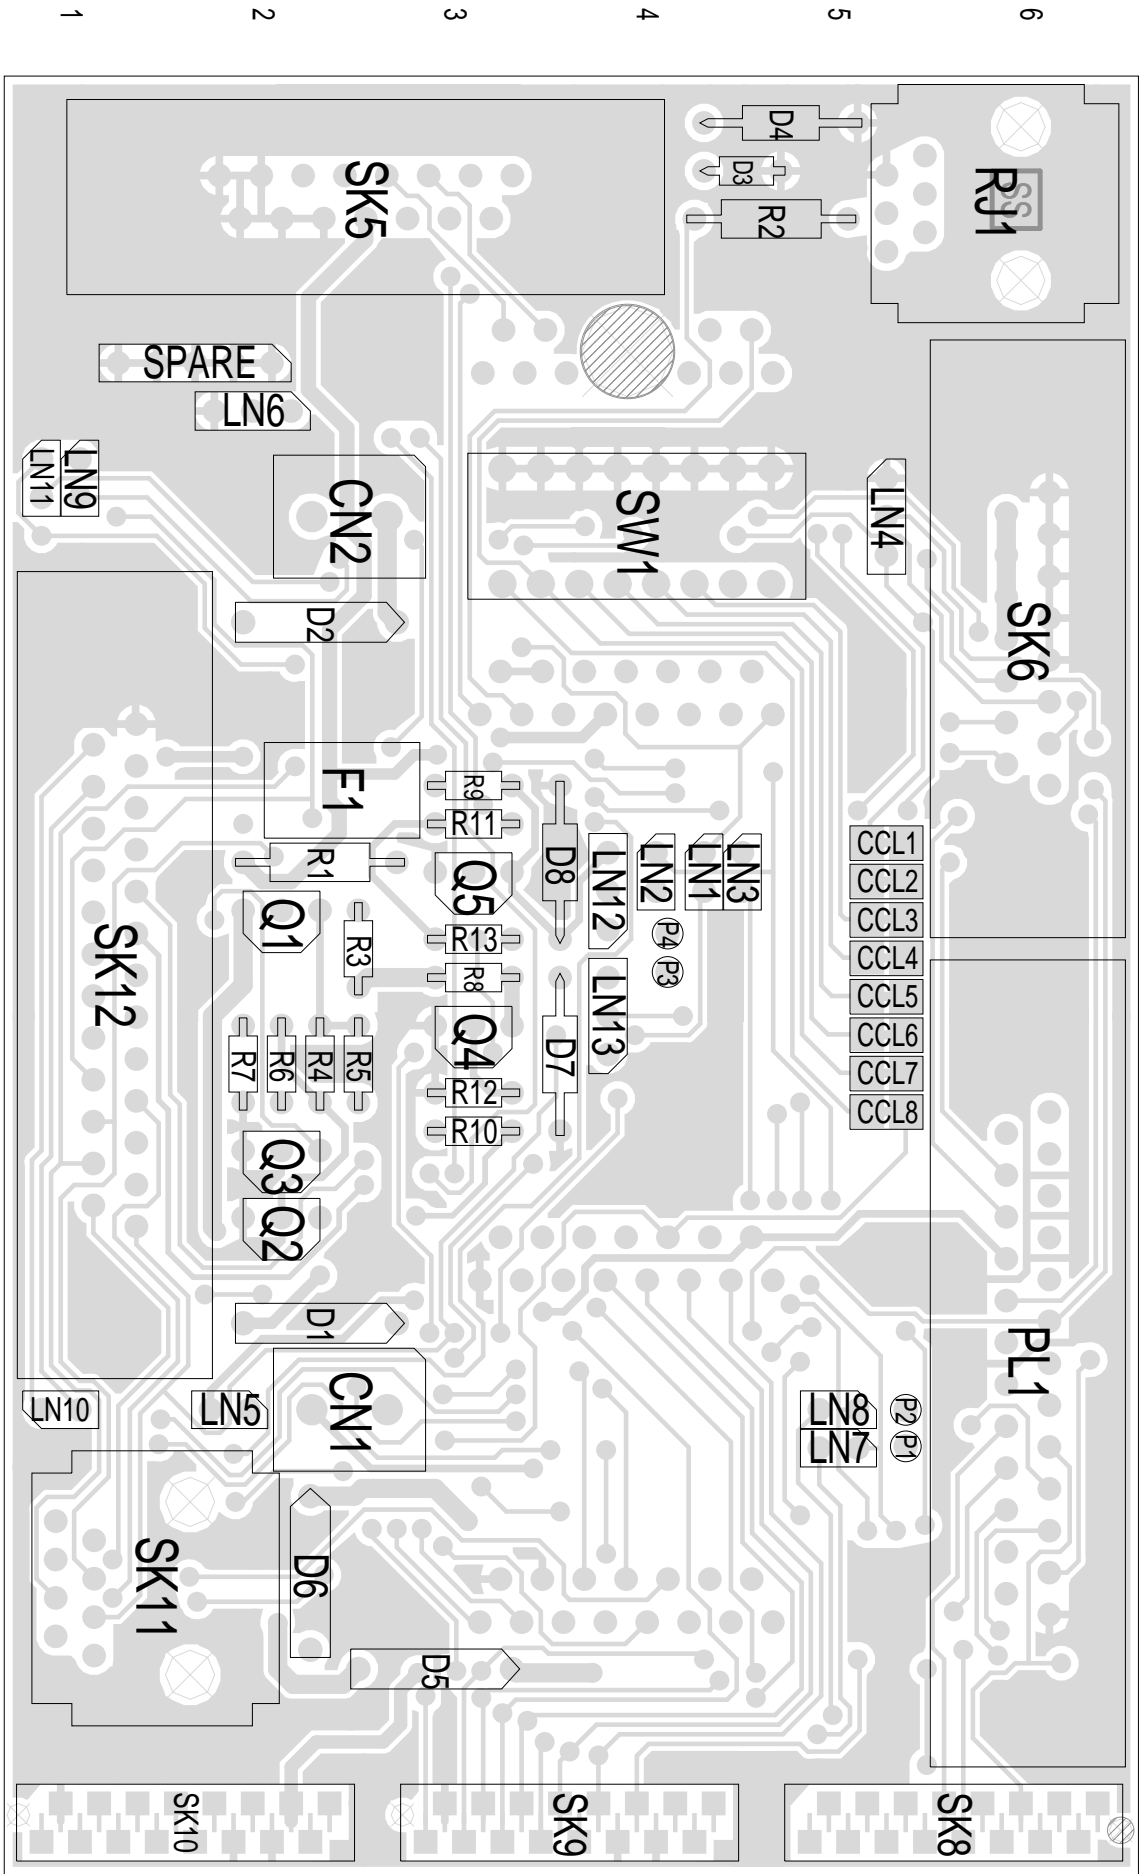 1
2
3
4
5
6
SK5
D4
D3
R2
RJ1
SS
SPARE
LN6
LN11
LN9
CN2
SW1
LN4
SK6
D2
F1
R9
R11
R1
Q5
D8
LN12
LN2
LN1
LN3
CCL1
CCL2
CCL3
CCL4
CCL5
CCL6
CCL7
CCL8
Q1
R3
R13
R8
P4
P3
SK12
Q4
D7
LN13
R7
R6
R4
R5
R12
R10
Q3
Q2
D1
CN1
PL1
LN10
LN5
LN8
LN7
P2
P1
SK11
D6
D5
SK10
SK9
SK8